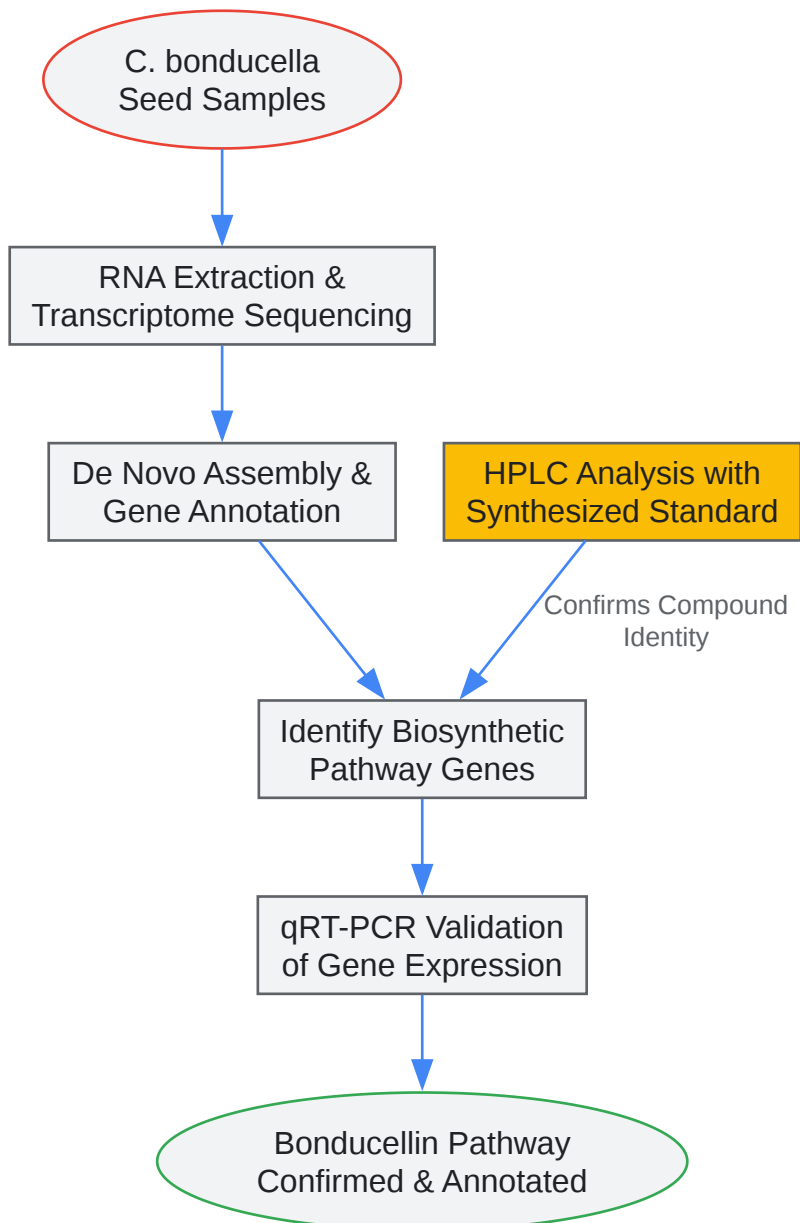 C. bonducella
Seed Samples
RNA Extraction &
Transcriptome Sequencing
De Novo Assembly &
Gene Annotation
HPLC Analysis with
Synthesized Standard
Confirms Compound
Identity
Identify Biosynthetic
Pathway Genes
qRT-PCR Validation
of Gene Expression
Bonducellin Pathway
Confirmed & Annotated